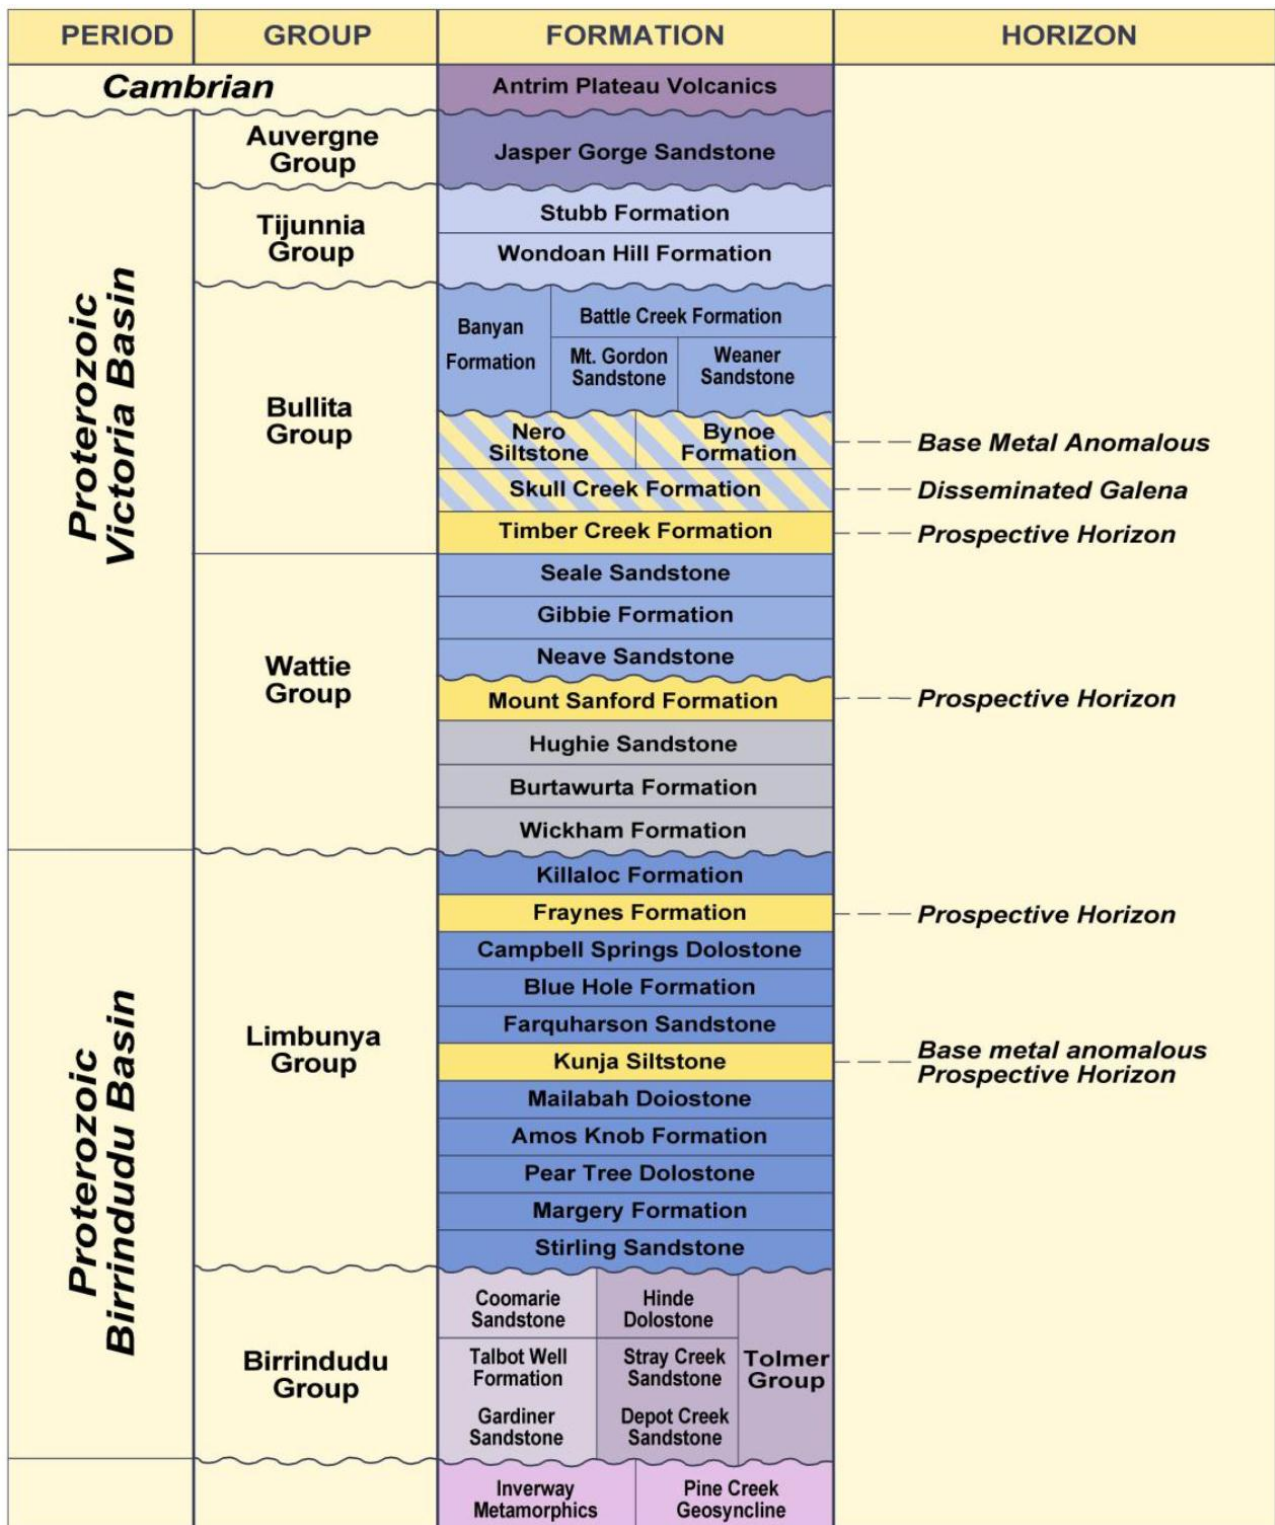 PERIOD
GROUP
FORMATION
HORIZON
Cambrian
Antrim Plateau Volcanics
Proterozoic
Victoria Basin
Auvergne
Group
Jasper Gorge Sandstone
Tijunnia
Group
Stubb Formation
Wondoan Hill Formation
Bullita
Group
Banyan
Formation
Battle Creek Formation
Mt. Gordon
Sandstone
Weaner
Sandstone
Nero
Siltstone
Bynoe
Formation
Base Metal Anomalous
Skull Creek Formation
Disseminated Galena
Timber Creek Formation
Prospective Horizon
Wattie
Group
Seale Sandstone
Gibbie Formation
Neave Sandstone
Mount Sanford Formation
Prospective Horizon
Hughie Sandstone
Burtawurta Formation
Wickham Formation
Proterozoic
Birrindudu Basin
Limbunya
Group
Killaloc Formation
Fraynes Formation
Prospective Horizon
Campbell Springs Dolostone
Blue Hole Formation
Farquharson Sandstone
Kunja Siltstone
Base metal anomalous
Prospective Horizon
Mailabah Doiostone
Amos Knob Formation
Pear Tree Dolostone
Margery Formation
Stirling Sandstone
Birrindudu
Group
Coomarie
Sandstone
Talbot Well
Formation
Gardiner
Sandstone
Hinde
Dolostone
Stray Creek
Sandstone
Depot Creek
Sandstone
Tolmer
Group
Inverway
Metamorphics
Pine Creek
Geosyncline